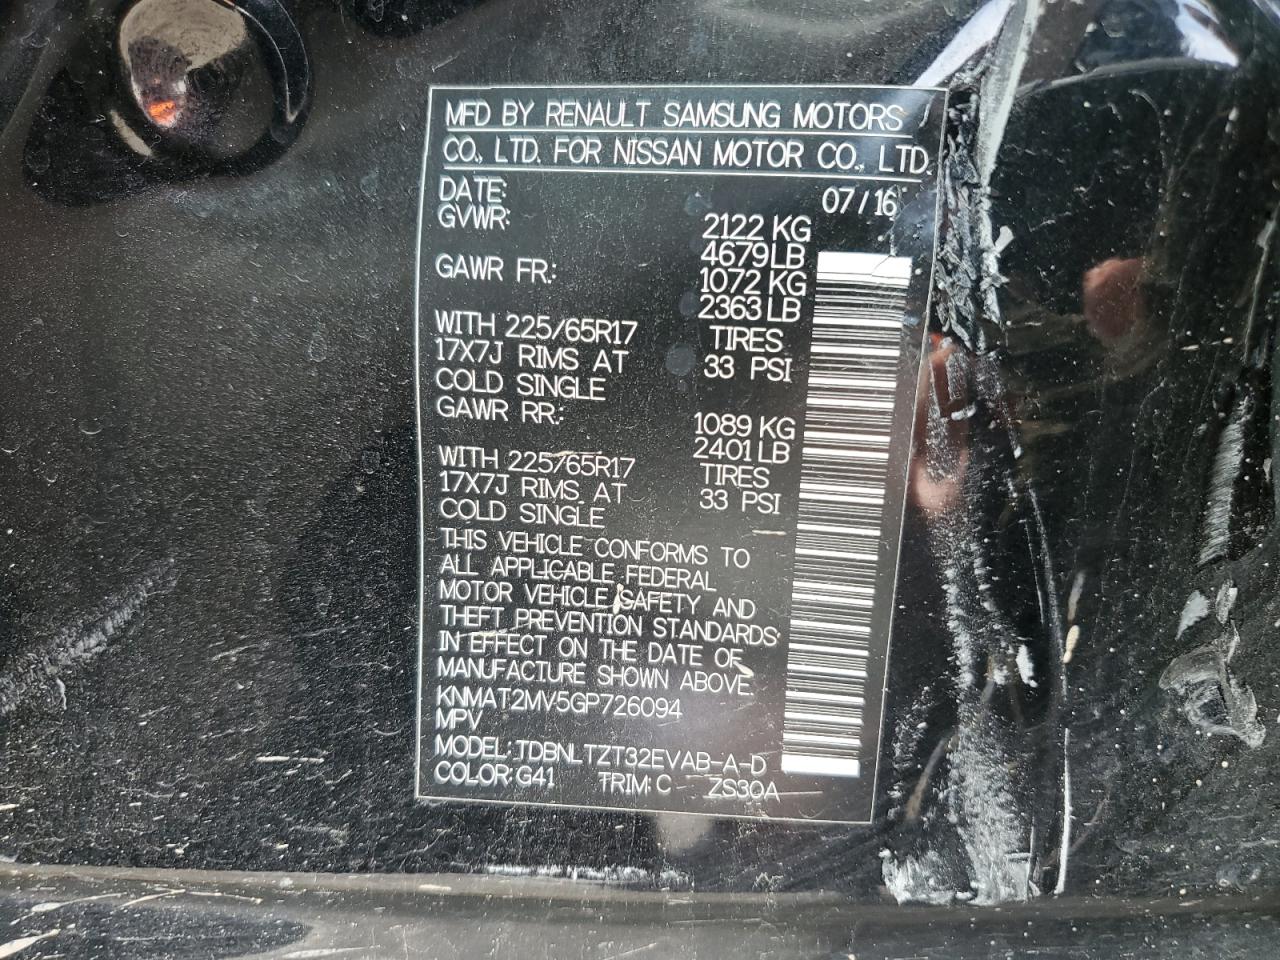 MFD BY RENAULT SAMSUNG MOTORS
CO., LTD. FOR NISSAN MOTOR CO., LTD.
DATE: 07/16
GVWR: 2122 KG
4679 LB
GAWR FR: 1072 KG
2363 LB
WITH 225/65R17 TIRES
17X7J RIMS AT 33 PSI
COLD SINGLE
GAWR RR: 1089 KG
2401 LB
WITH 225/65R17 TIRES
17X7J RIMS AT 33 PSI
COLD SINGLE
THIS VEHICLE CONFORMS TO
ALL APPLICABLE FEDERAL
MOTOR VEHICLE SAFETY AND
THEFT PREVENTION STANDARDS
IN EFFECT ON THE DATE OF
MANUFACTURE SHOWN ABOVE.
KNMAT2MV5GP726094
MPV
MODEL: TDBNLTZT32EVAB-A-D
COLOR: G41 TRIM: C ZS30A